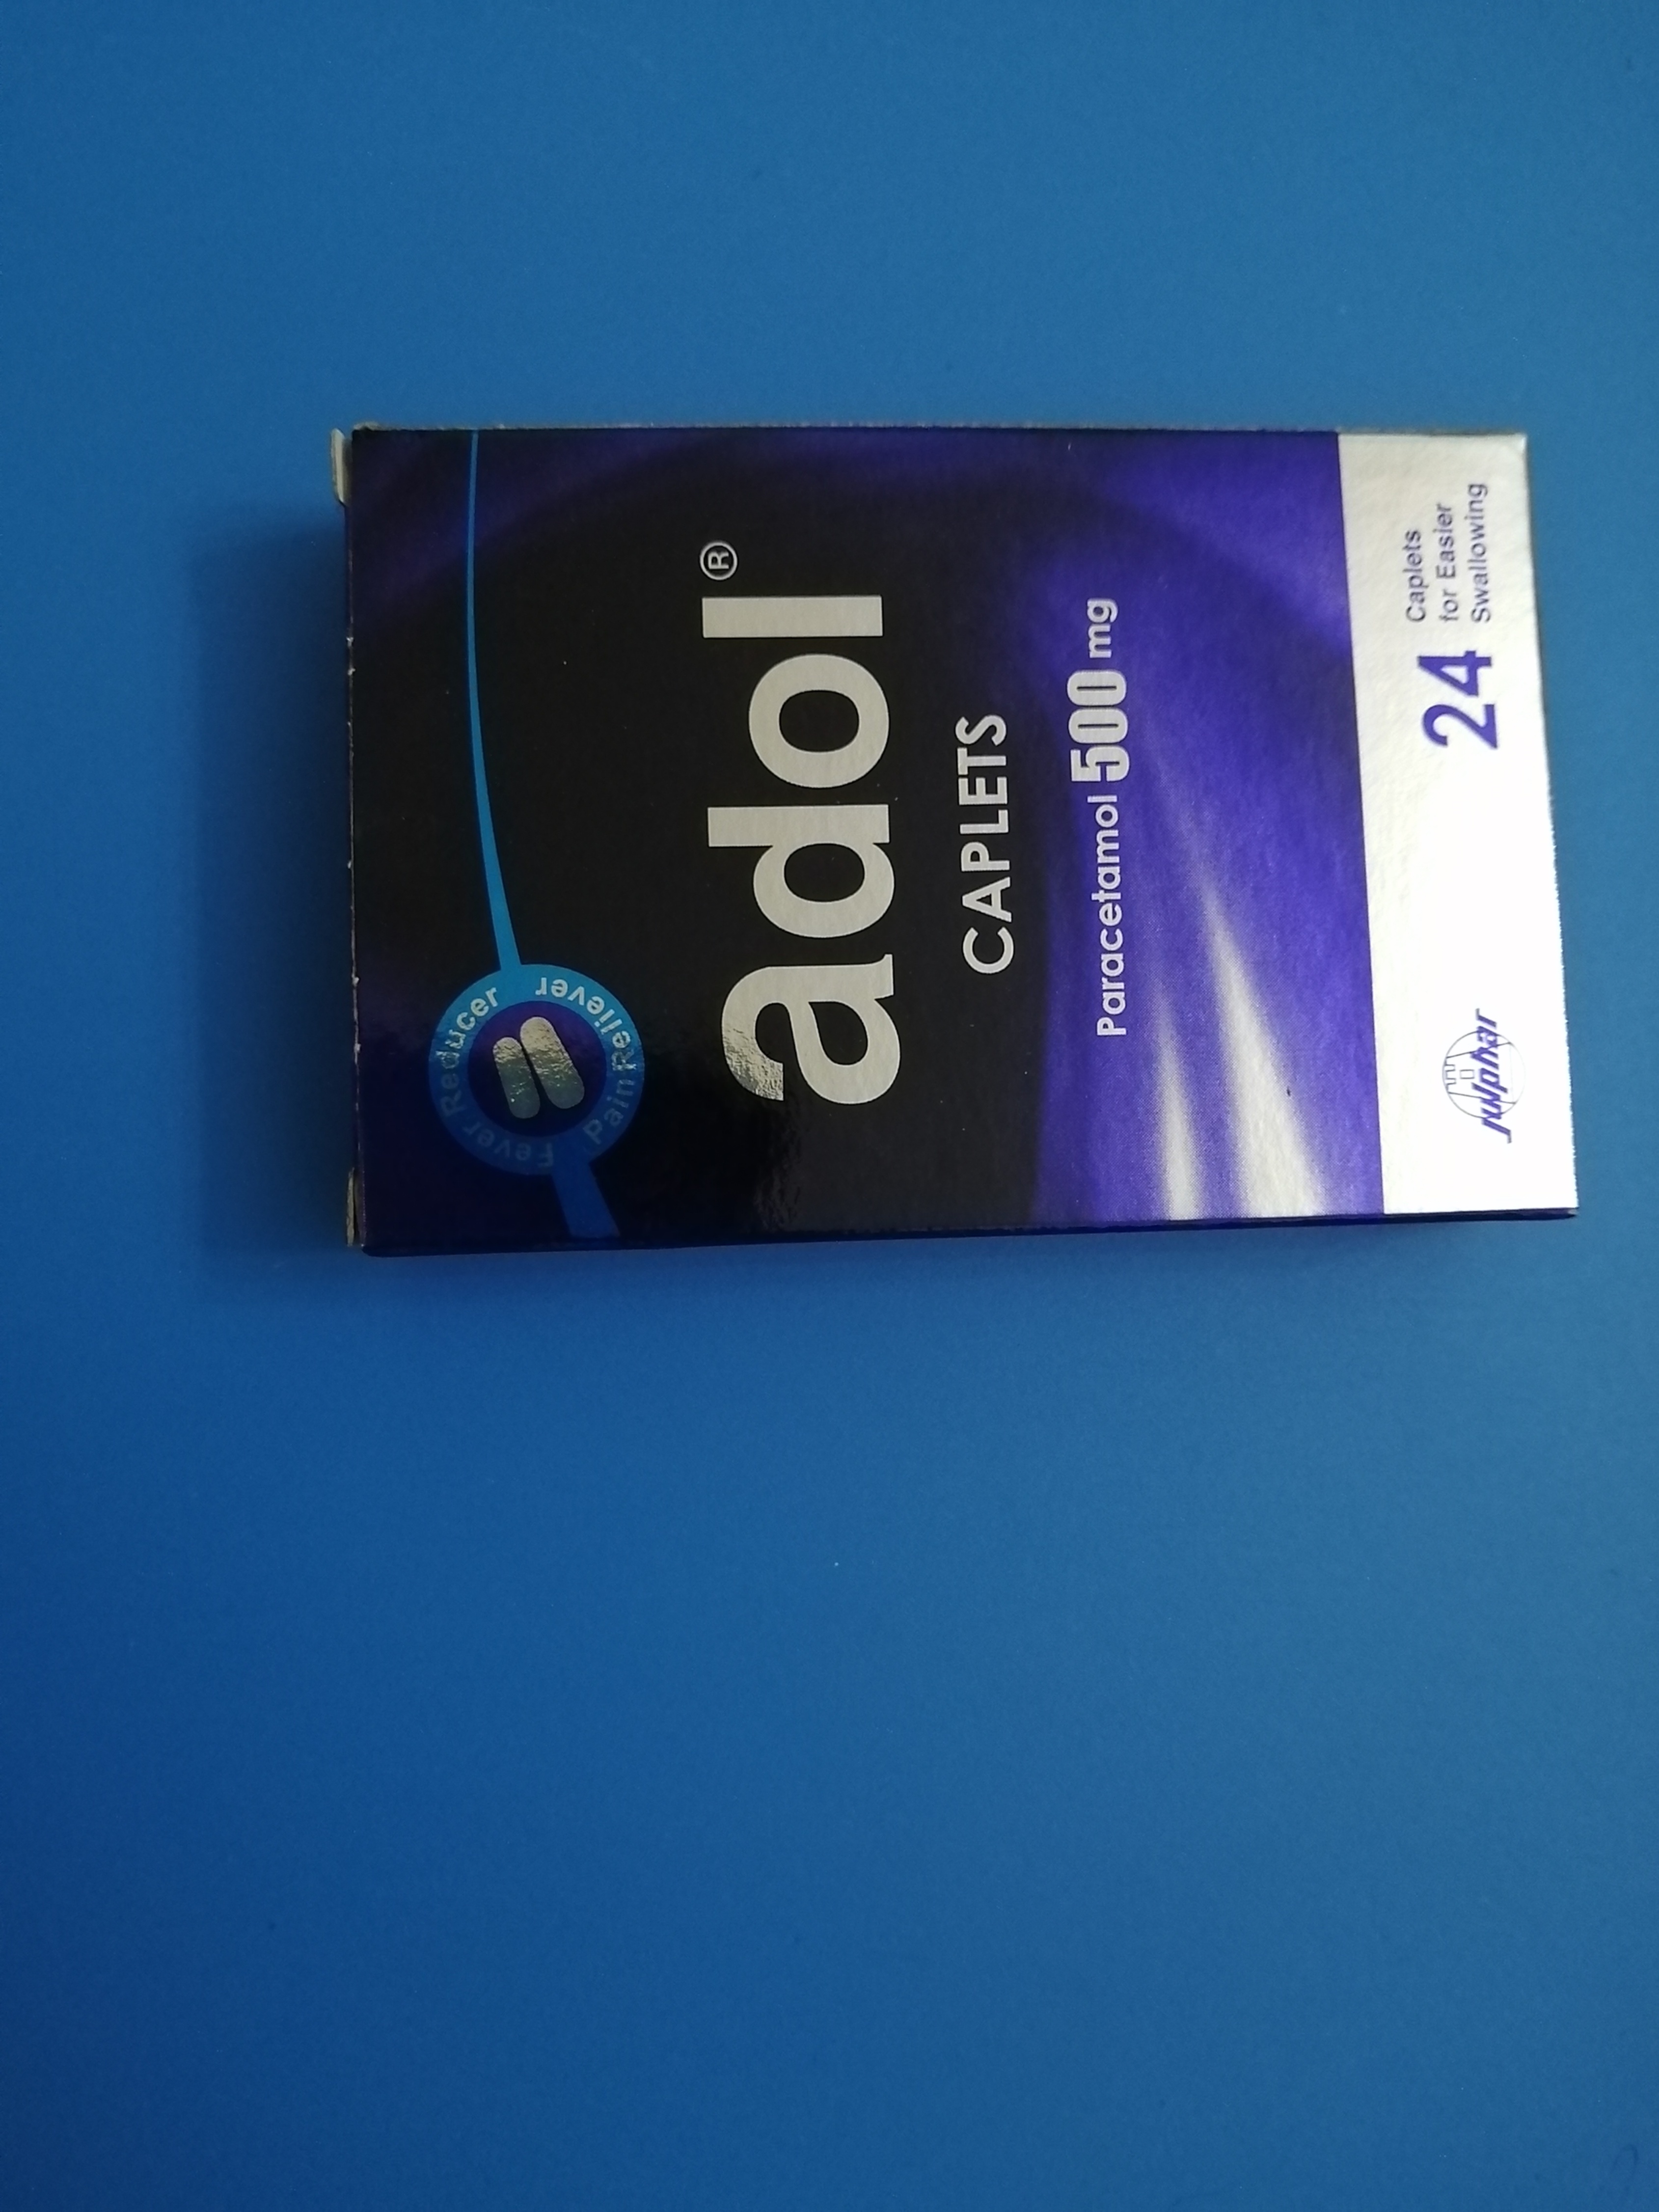 Fever Reducer
Pain Reliever
adol®
CAPLETS
Paracetamol 500 mg
julphar
24
Caplets
for Easier
Swallowing